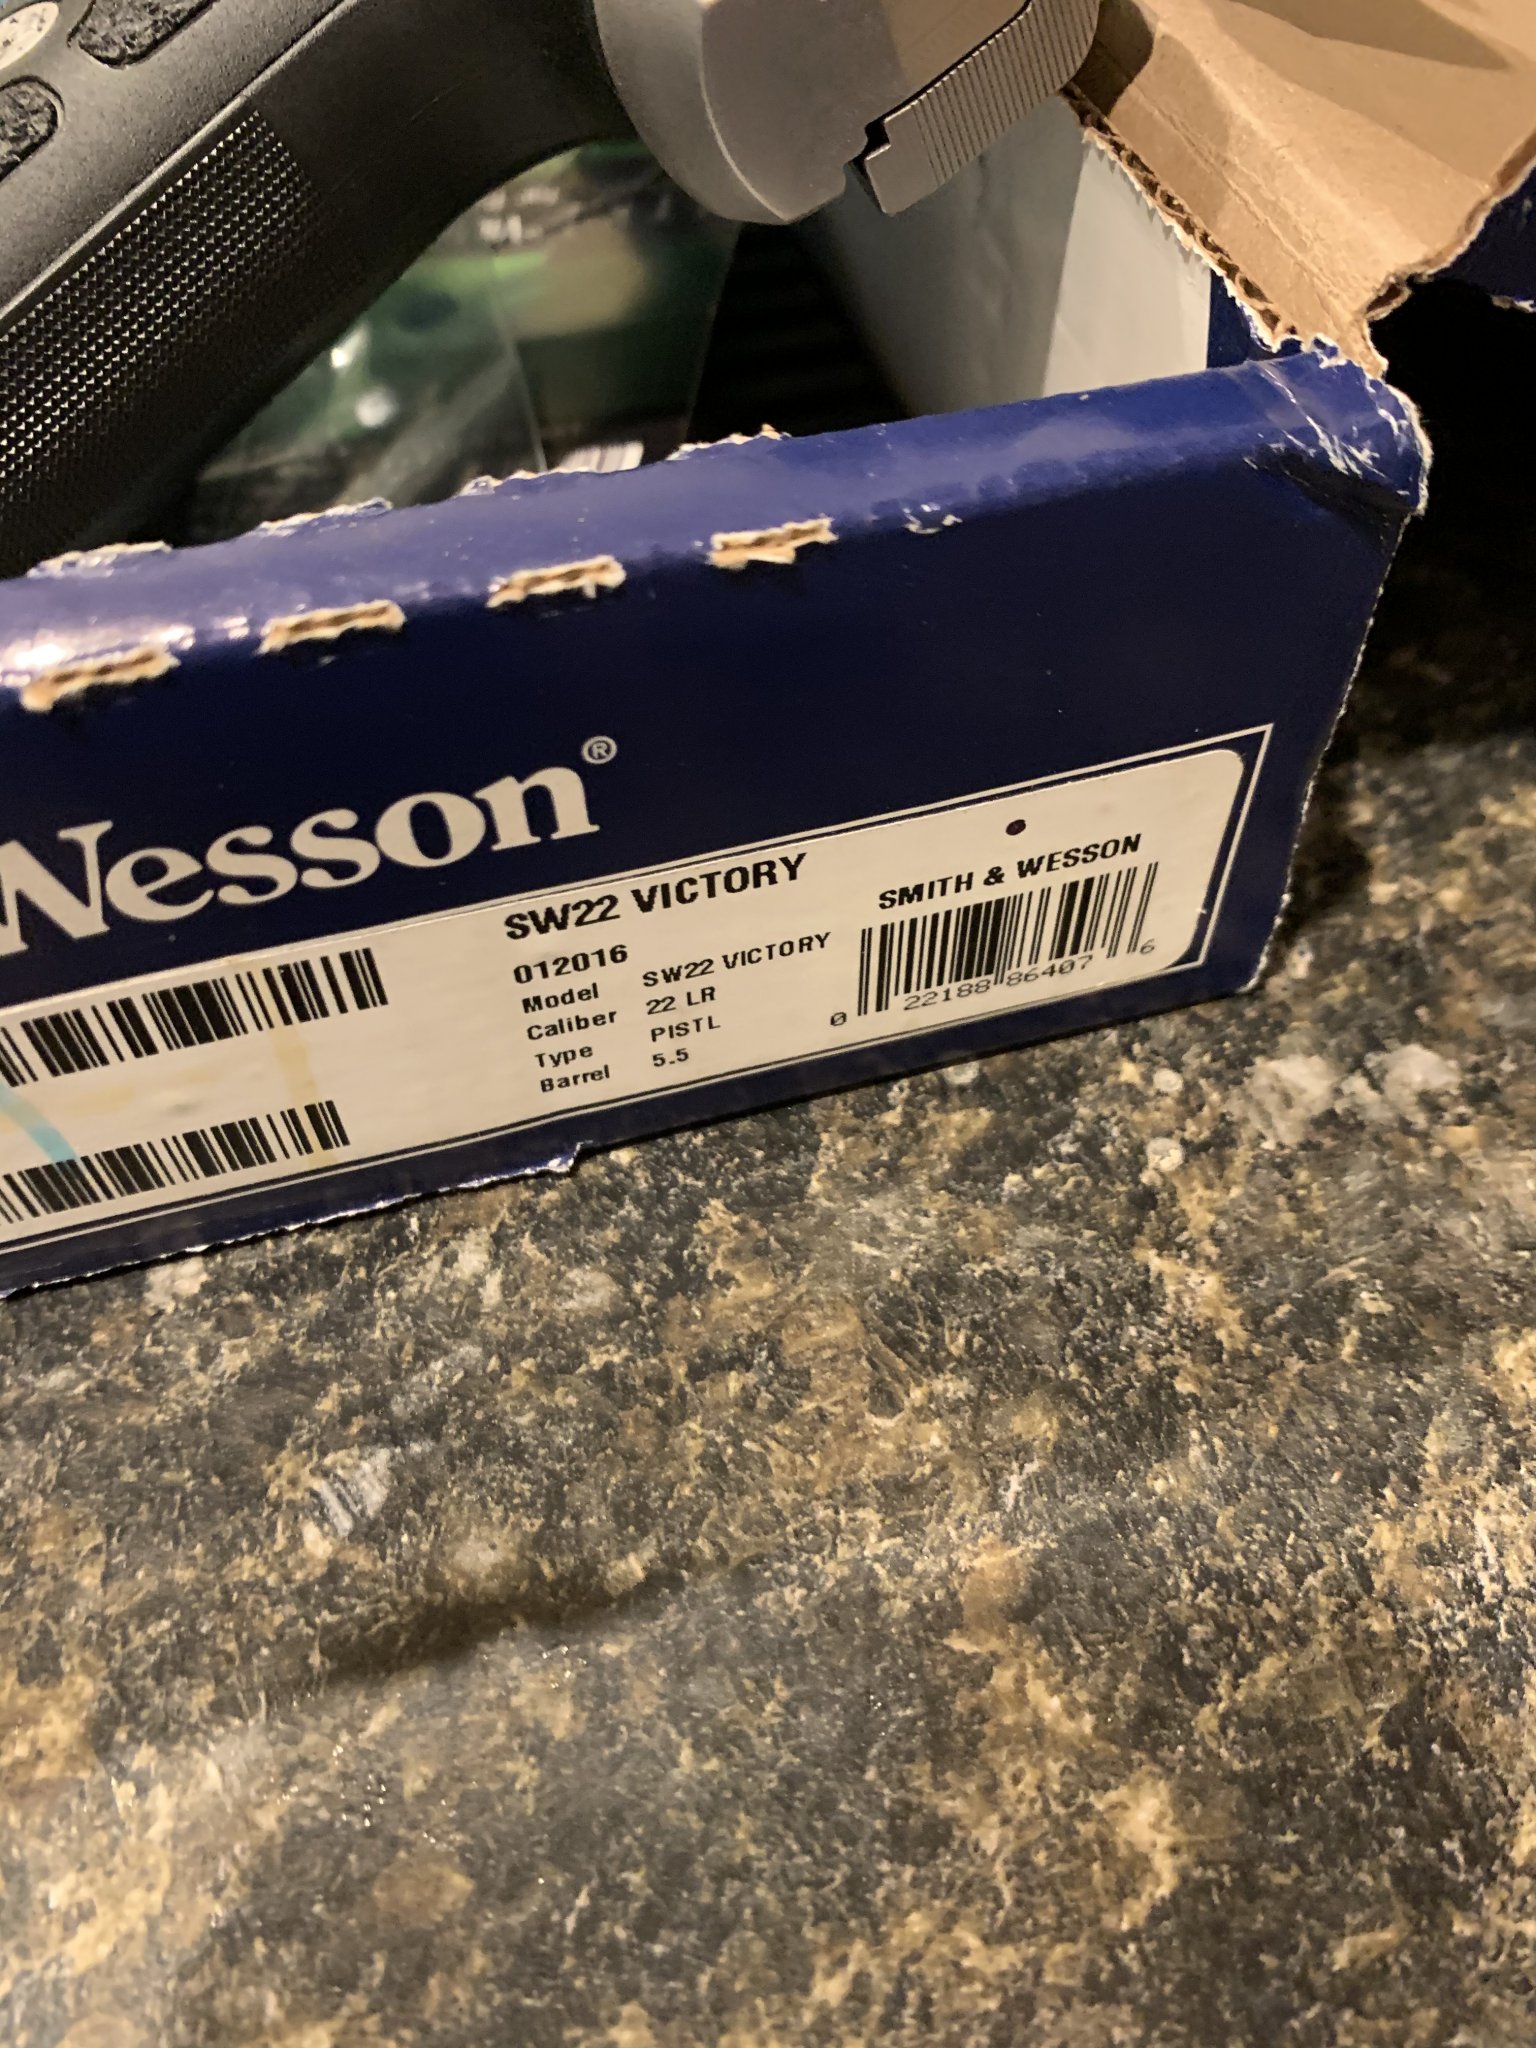 Wesson®
SW22 VICTORY
012016
Model SW22 VICTORY
Caliber 22 LR
Type PISTL
Barrel 5.5
SMITH & WESSON
0 22188 86407 6